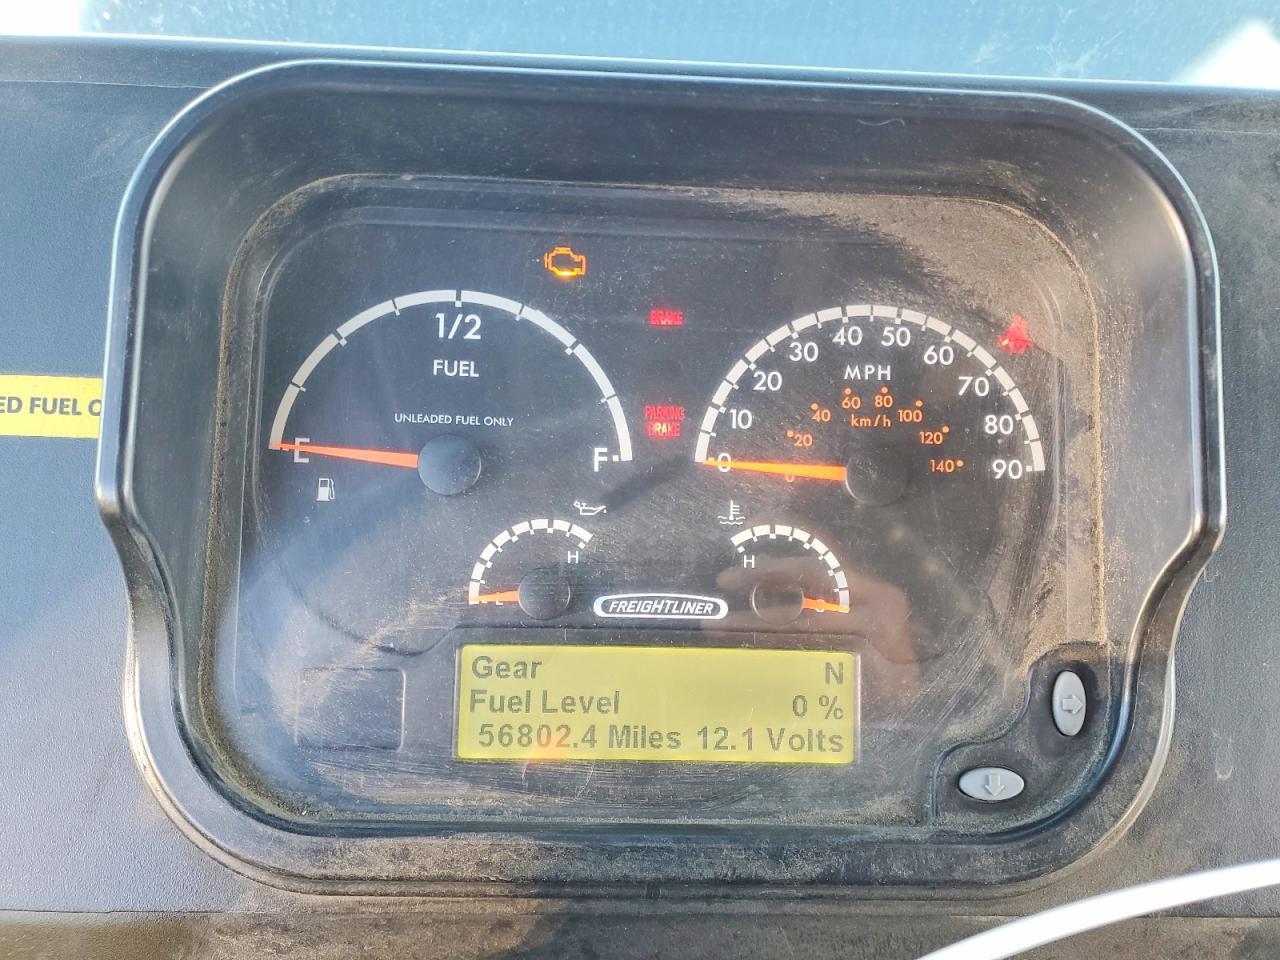 ED FUEL O
BRAKE
1/2
FUEL
UNLEADED FUEL ONLY
E
F
PARKING
BRAKE
0
10
20
30
40
50
60
70
80
90
MPH
0
20
40
60
80
100
120
140
km/h
L
H
H
C
FREIGHTLINER
Gear N
Fuel Level 0 %
56802.4 Miles 12.1 Volts